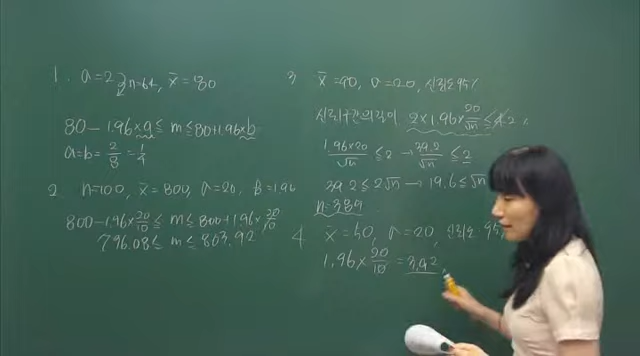 1. σ=2, n=64, x̄=80
80-1.96×a ≤ m ≤ 80+1.96×b
a=b= 2/8 = 1/4
2. n=100, x̄=800, σ=20, 1.96
800-1.96×20/10 ≤ m ≤ 800+1.96×20/10
796.08 ≤ m ≤ 803.92
3 x̄=90, σ=20, 신뢰도 95%
신뢰구간의 길이 2×1.96×20/√n ≤ 2
1.96×20/√n ≤ 2 → 39.2/√n ≤ 2
39.2 ≤ 2√n → 19.6 ≤ √n
4. σ=20, 신뢰도 95
1.96×20/10 = 3.92